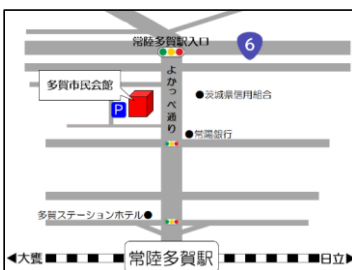 常陸多賀駅入口
6
よかっぺ通り
多賀市民会館
P
●茨城県信用組合
●常陽銀行
多賀ステーションホテル●
◀大甕
常陸多賀駅
日立▶